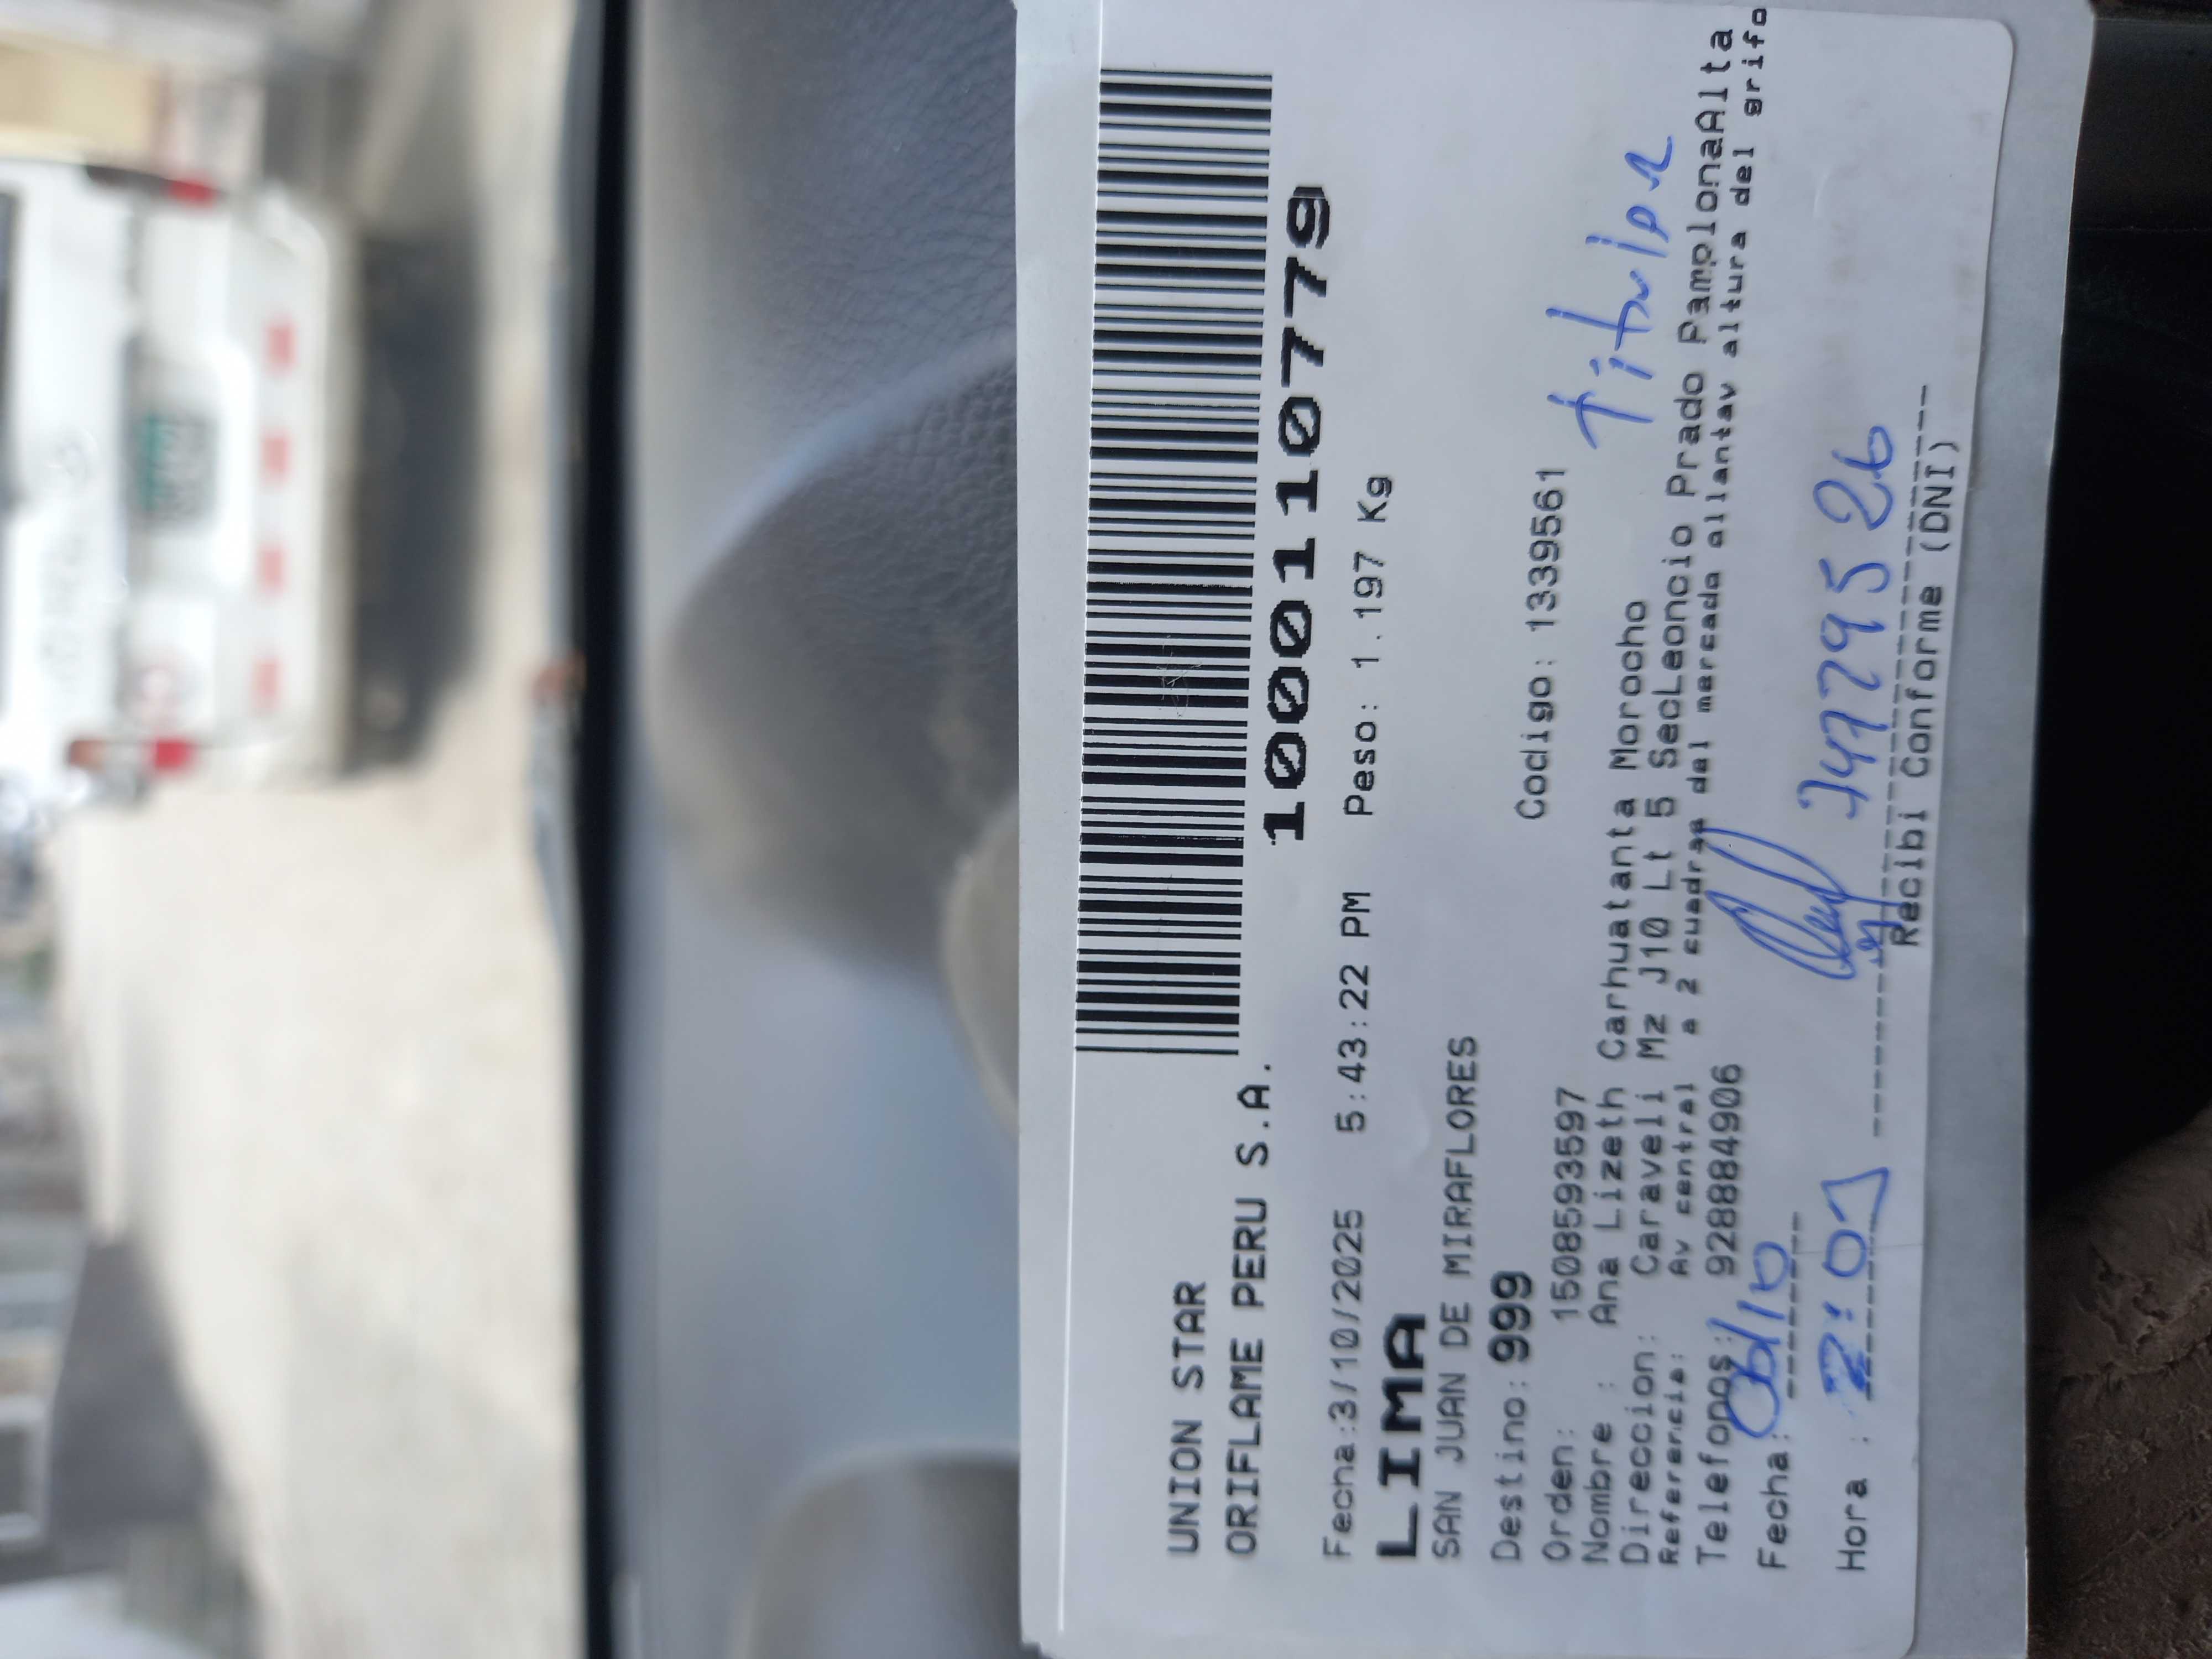 UNION STAR
ORIFLAME PERU S.A.
1000110779
Fecha:3/10/2025 5:43:22 PM Peso: 1.197 Kg
LIMA
SAN JUAN DE MIRAFLORES
Destino: 999
Codigo: 1339561
Orden: 150859359​7
Titular
Nombre : Ana Lizeth Carhuatanta Morocho
Direccion: Caraveli Mz J10 Lt 5 SecLeoncio Prado PamplonaAlta
Referencia: Av central a 2 cuadras del mercado allantav altura del grifo
Telefonos: 928884906
Fecha: 06/10
Hora : 2:07
74729526
Recibi Conforme (DNI)